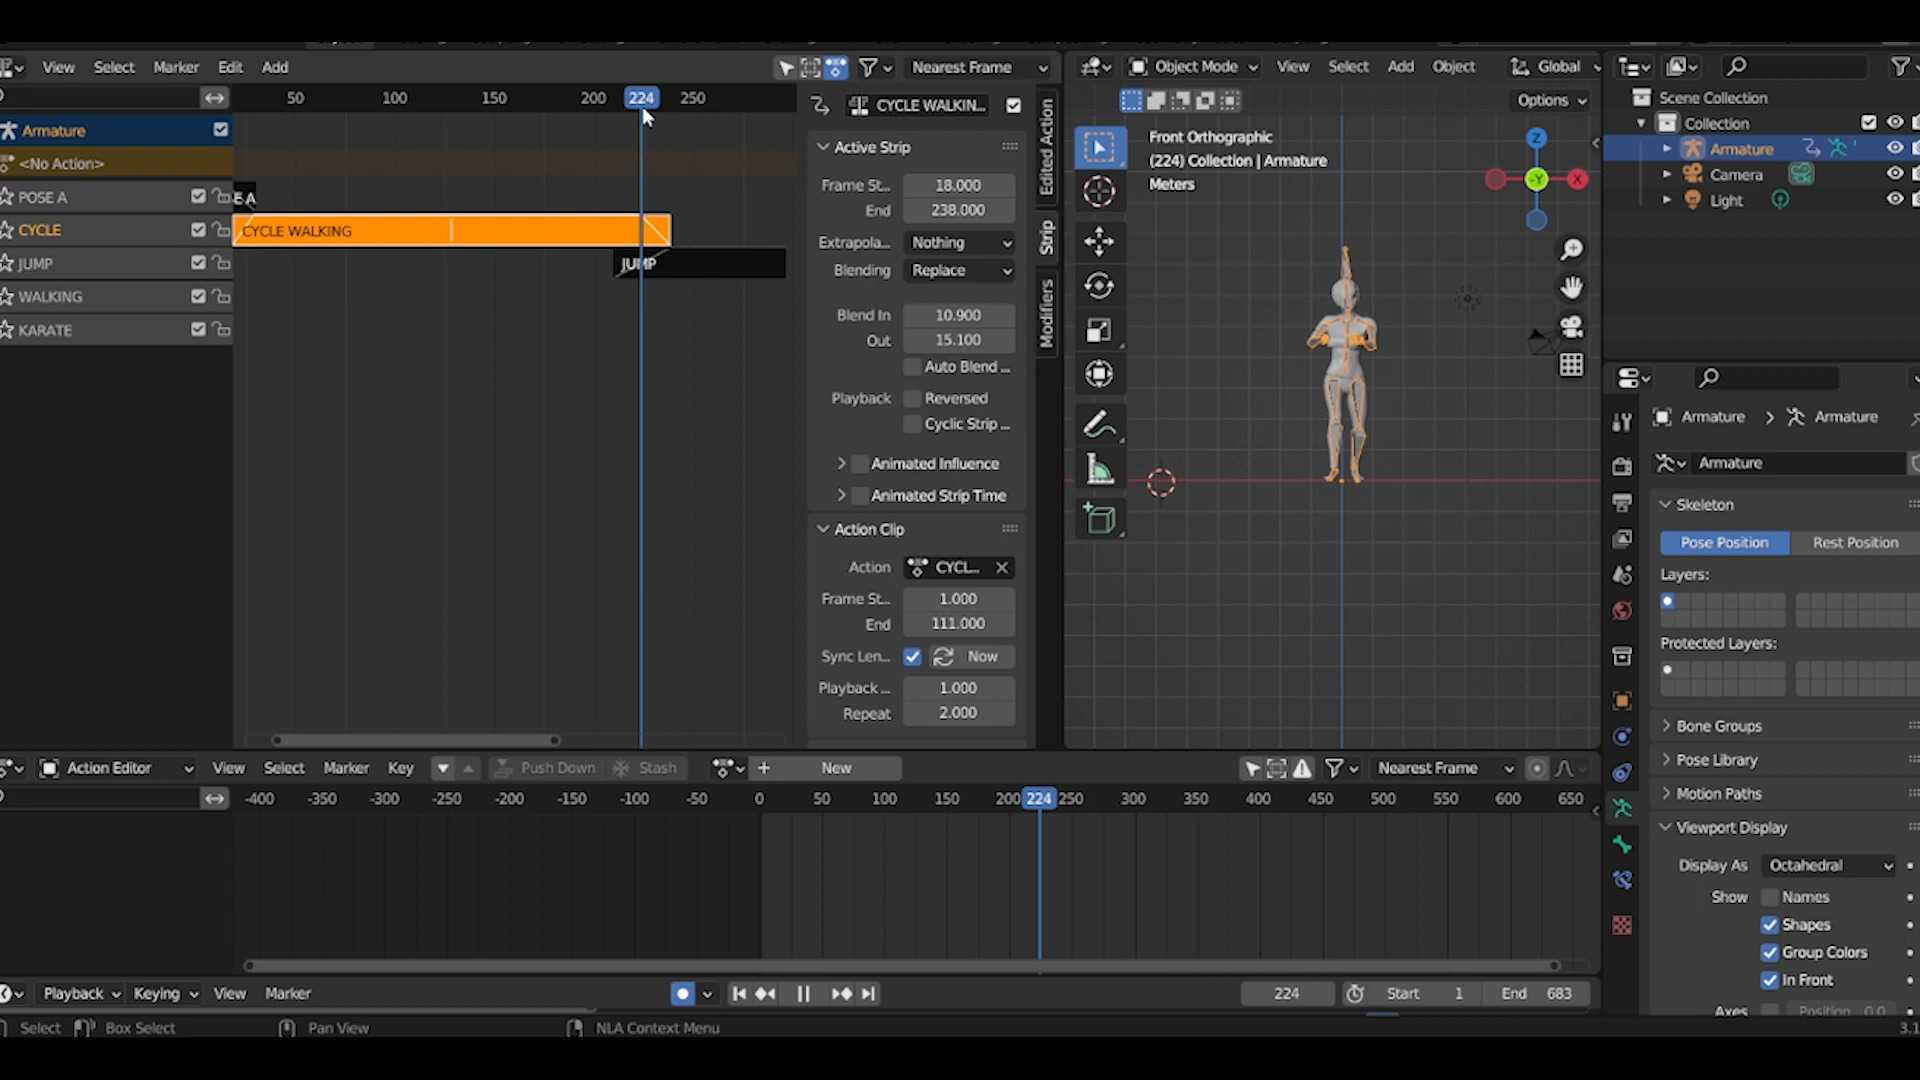 View Select Marker Edit Add Nearest Frame
50 100 150 200 224 250
Armature
<No Action>
POSE A
E A
CYCLE
CYCLE WALKING
JUMP
JUMP
WALKING
KARATE
CYCLE WALKIN...
Active Strip
Frame St... 18.000
End 238.000
Extrapola... Nothing
Blending Replace
Blend In 10.900
Out 15.100
Auto Blend ...
Playback Reversed
Cyclic Strip ...
Animated Influence
Animated Strip Time
Action Clip
Action CYCL...
Frame St... 1.000
End 111.000
Sync Len... Now
Playback ... 1.000
Repeat 2.000
Edited Action
Strip
Modifiers
Object Mode View Select Add Object Global
Options
Front Orthographic
(224) Collection | Armature
Meters
Z
-Y
X
Scene Collection
Collection
Armature
Camera
Light
Armature > Armature
Armature
Skeleton
Pose Position Rest Position
Layers:
Protected Layers:
Bone Groups
Pose Library
Motion Paths
Viewport Display
Display As Octahedral
Show Names
Shapes
Group Colors
In Front
Axes Position 0.0
Action Editor View Select Marker Key Push Down Stash New Nearest Frame
-400 -350 -300 -250 -200 -150 -100 -50 0 50 100 150 200 224 250 300 350 400 450 500 550 600 650
Playback Keying View Marker 224 Start 1 End 683
Select Box Select Pan View NLA Context Menu 3.1